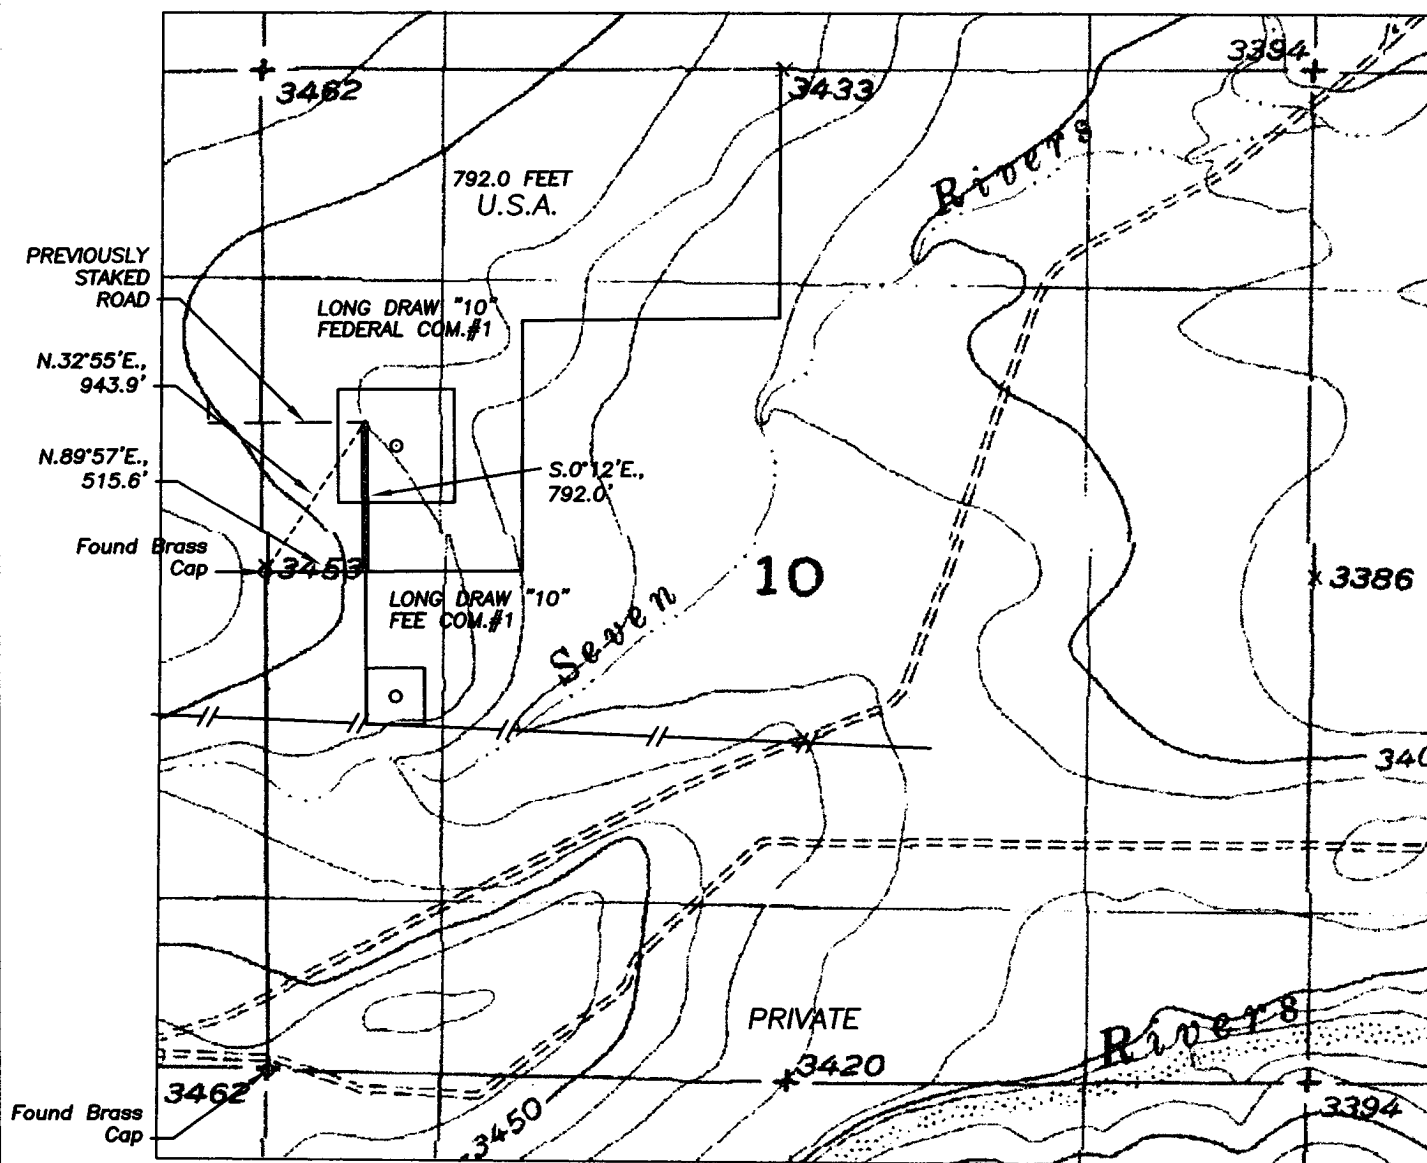 3462
3433
3394
Rivers
792.0 FEET
U.S.A.
PREVIOUSLY
STAKED
ROAD
LONG DRAW "10"
FEDERAL COM.#1
N.32°55'E.,
943.9'
N.89°57'E.,
515.6'
S.0°12'E.,
792.0'
Found Brass
Cap
3453
10
3386
LONG DRAW "10"
FEE COM.#1
Seven
340
PRIVATE
Rivers
3420
3462
3394
Found Brass
Cap
3450